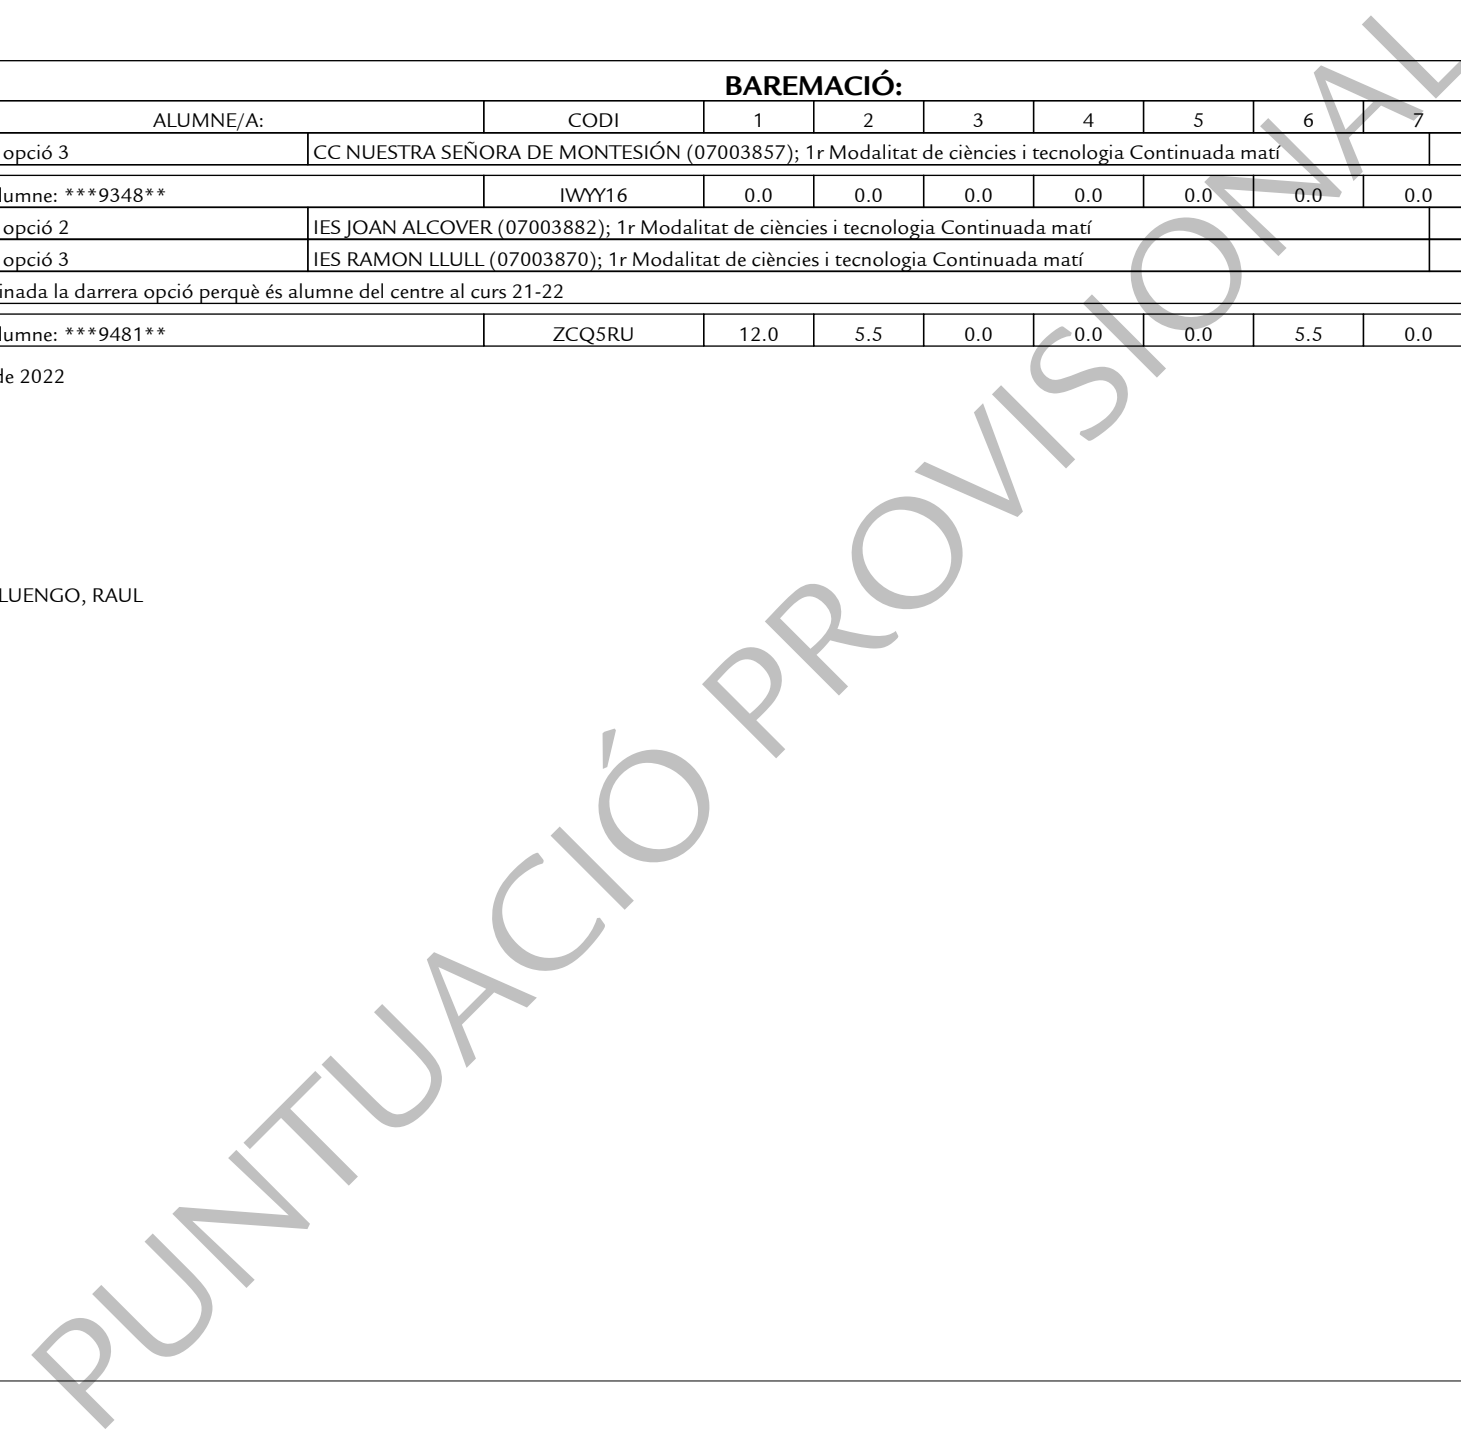 BAREMACIÓ:
ALUMNE/A: CODI 1 2 3 4 5 6 7
opció 3 CC NUESTRA SEÑORA DE MONTESIÓN (07003857); 1r Modalitat de ciències i tecnologia Continuada matí
lumne: ***9348** IWYY16 0.0 0.0 0.0 0.0 0.0 0.0 0.0
opció 2 IES JOAN ALCOVER (07003882); 1r Modalitat de ciències i tecnologia Continuada matí
opció 3 IES RAMON LLULL (07003870); 1r Modalitat de ciències i tecnologia Continuada matí
inada la darrera opció perquè és alumne del centre al curs 21-22
lumne: ***9481** ZCQ5RU 12.0 5.5 0.0 0.0 0.0 5.5 0.0
de 2022
LUENGO, RAUL
PUNTUACIÓ PROVISIONAL